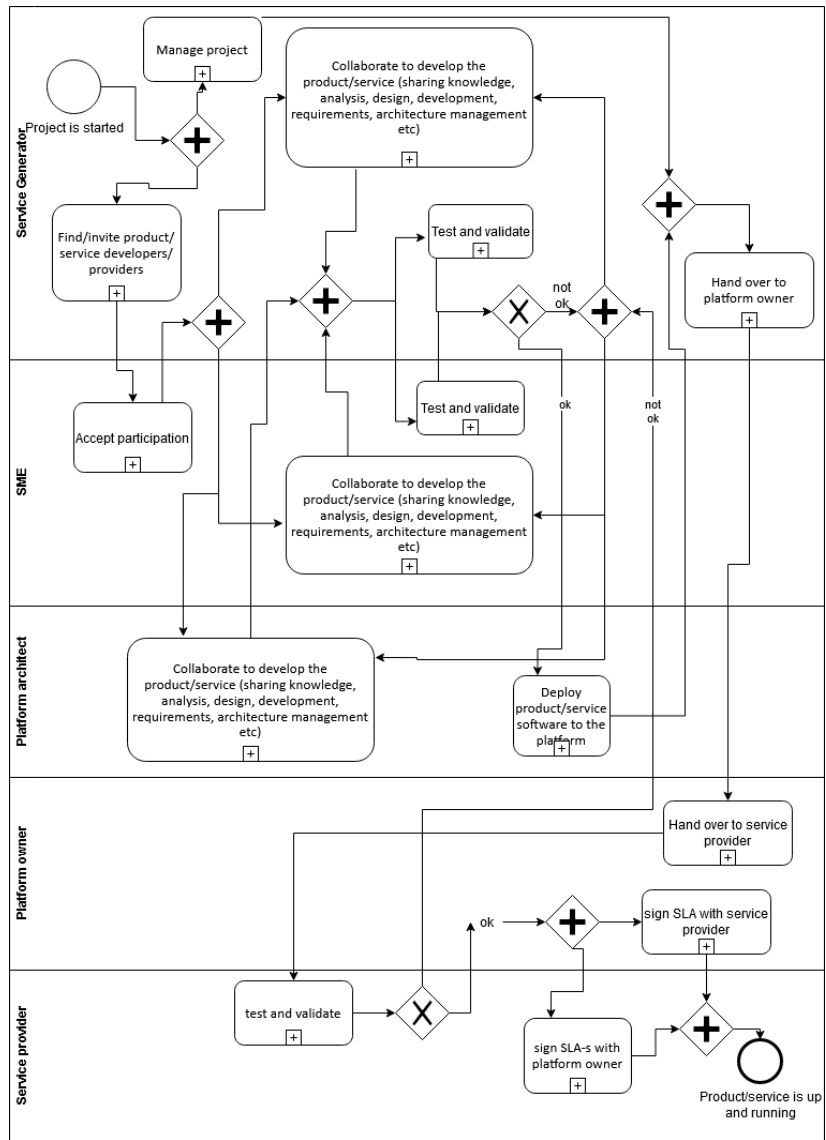 Service Generator
Manage project
Project is started
Collaborate to develop the
product/service (sharing knowledge,
analysis, design, development,
requirements, architecture management
etc)
Find/invite product/
service developers/
providers
Test and validate
not
ok
Hand over to
platform owner
SME
Accept participation
Test and validate
ok
not
ok
Collaborate to develop the
product/service (sharing knowledge,
analysis, design, development,
requirements, architecture management
etc)
Platform architect
Collaborate to develop the
product/service (sharing knowledge,
analysis, design, development,
requirements, architecture management
etc)
Deploy
product/service
software to the
platform
Platform owner
Hand over to service
provider
ok
sign SLA with service
provider
Service provider
test and validate
sign SLA-s with
platform owner
Product/service is up
and running